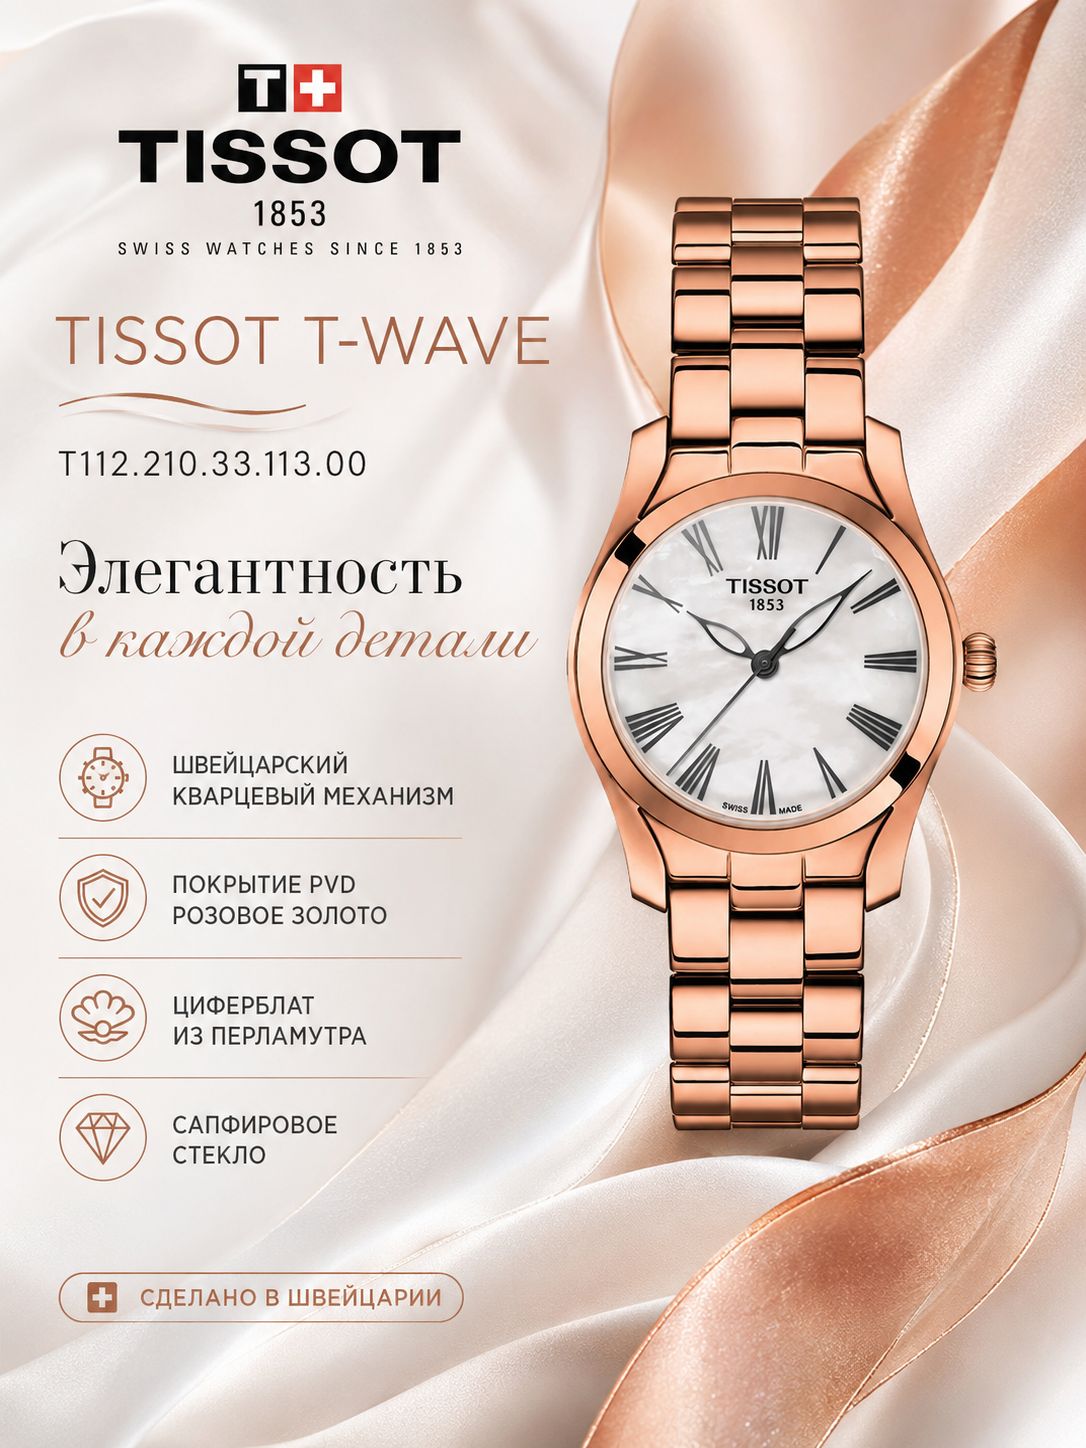 T+
TISSOT
1853
SWISS WATCHES SINCE 1853
TISSOT T-WAVE
T112.210.33.113.00
Элегантность
в каждой детали
ШВЕЙЦАРСКИЙ
КВАРЦЕВЫЙ МЕХАНИЗМ
ПОКРЫТИЕ PVD
РОЗОВОЕ ЗОЛОТО
ЦИФЕРБЛАТ
ИЗ ПЕРЛАМУТРА
САПФИРОВОЕ
СТЕКЛО
СДЕЛАНО В ШВЕЙЦАРИИ
XII
TISSOT
1853
SWISS MADE